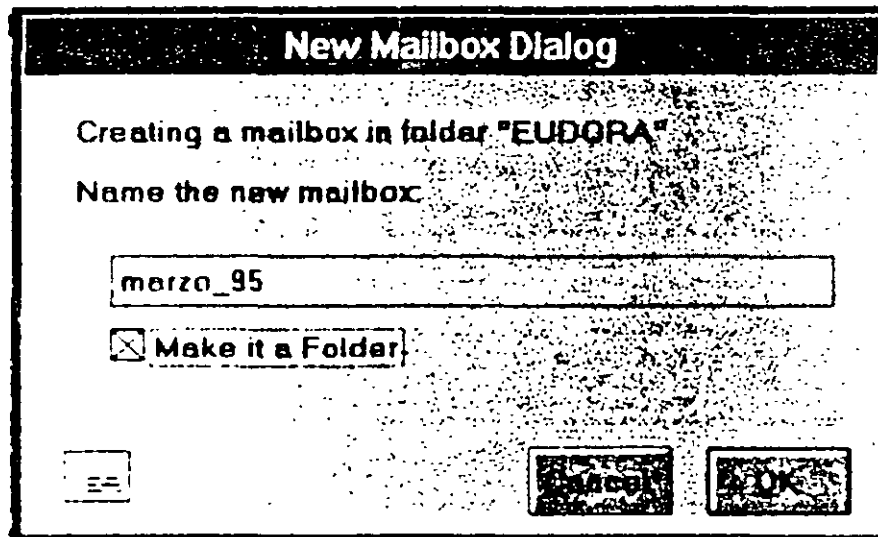 New Mailbox Dialog
Creating a mailbox in folder "EUDORA"
Name the new mailbox:
marzo_95
Make it a Folder
Cancel
OK